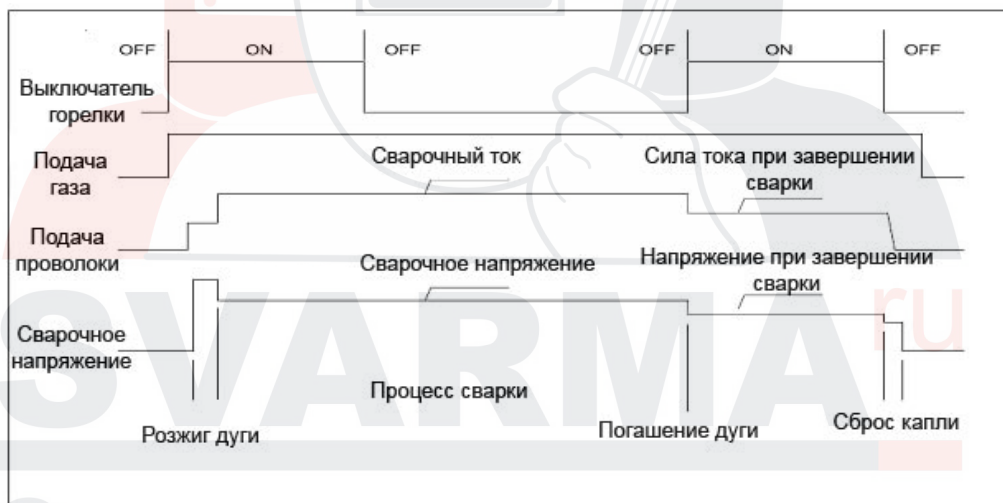 OFF ON OFF OFF ON OFF
Выключатель
горелки
Подача
газа
Сварочный ток
Сила тока при завершении
сварки
Подача
проволоки
Сварочное напряжение
Напряжение при завершении
сварки
Сварочное
напряжение
Процесс сварки
Розжиг дуги
Погашение дуги
Сброс капли
SVARMA
ru